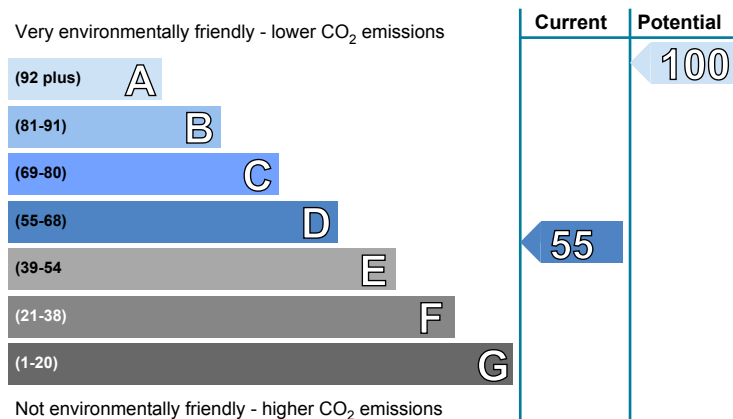 Very environmentally friendly - lower CO₂ emissions
Current
Potential
(92 plus) A
100
(81-91) B
(69-80) C
(55-68) D
55
(39-54 E
(21-38) F
(1-20) G
Not environmentally friendly - higher CO₂ emissions